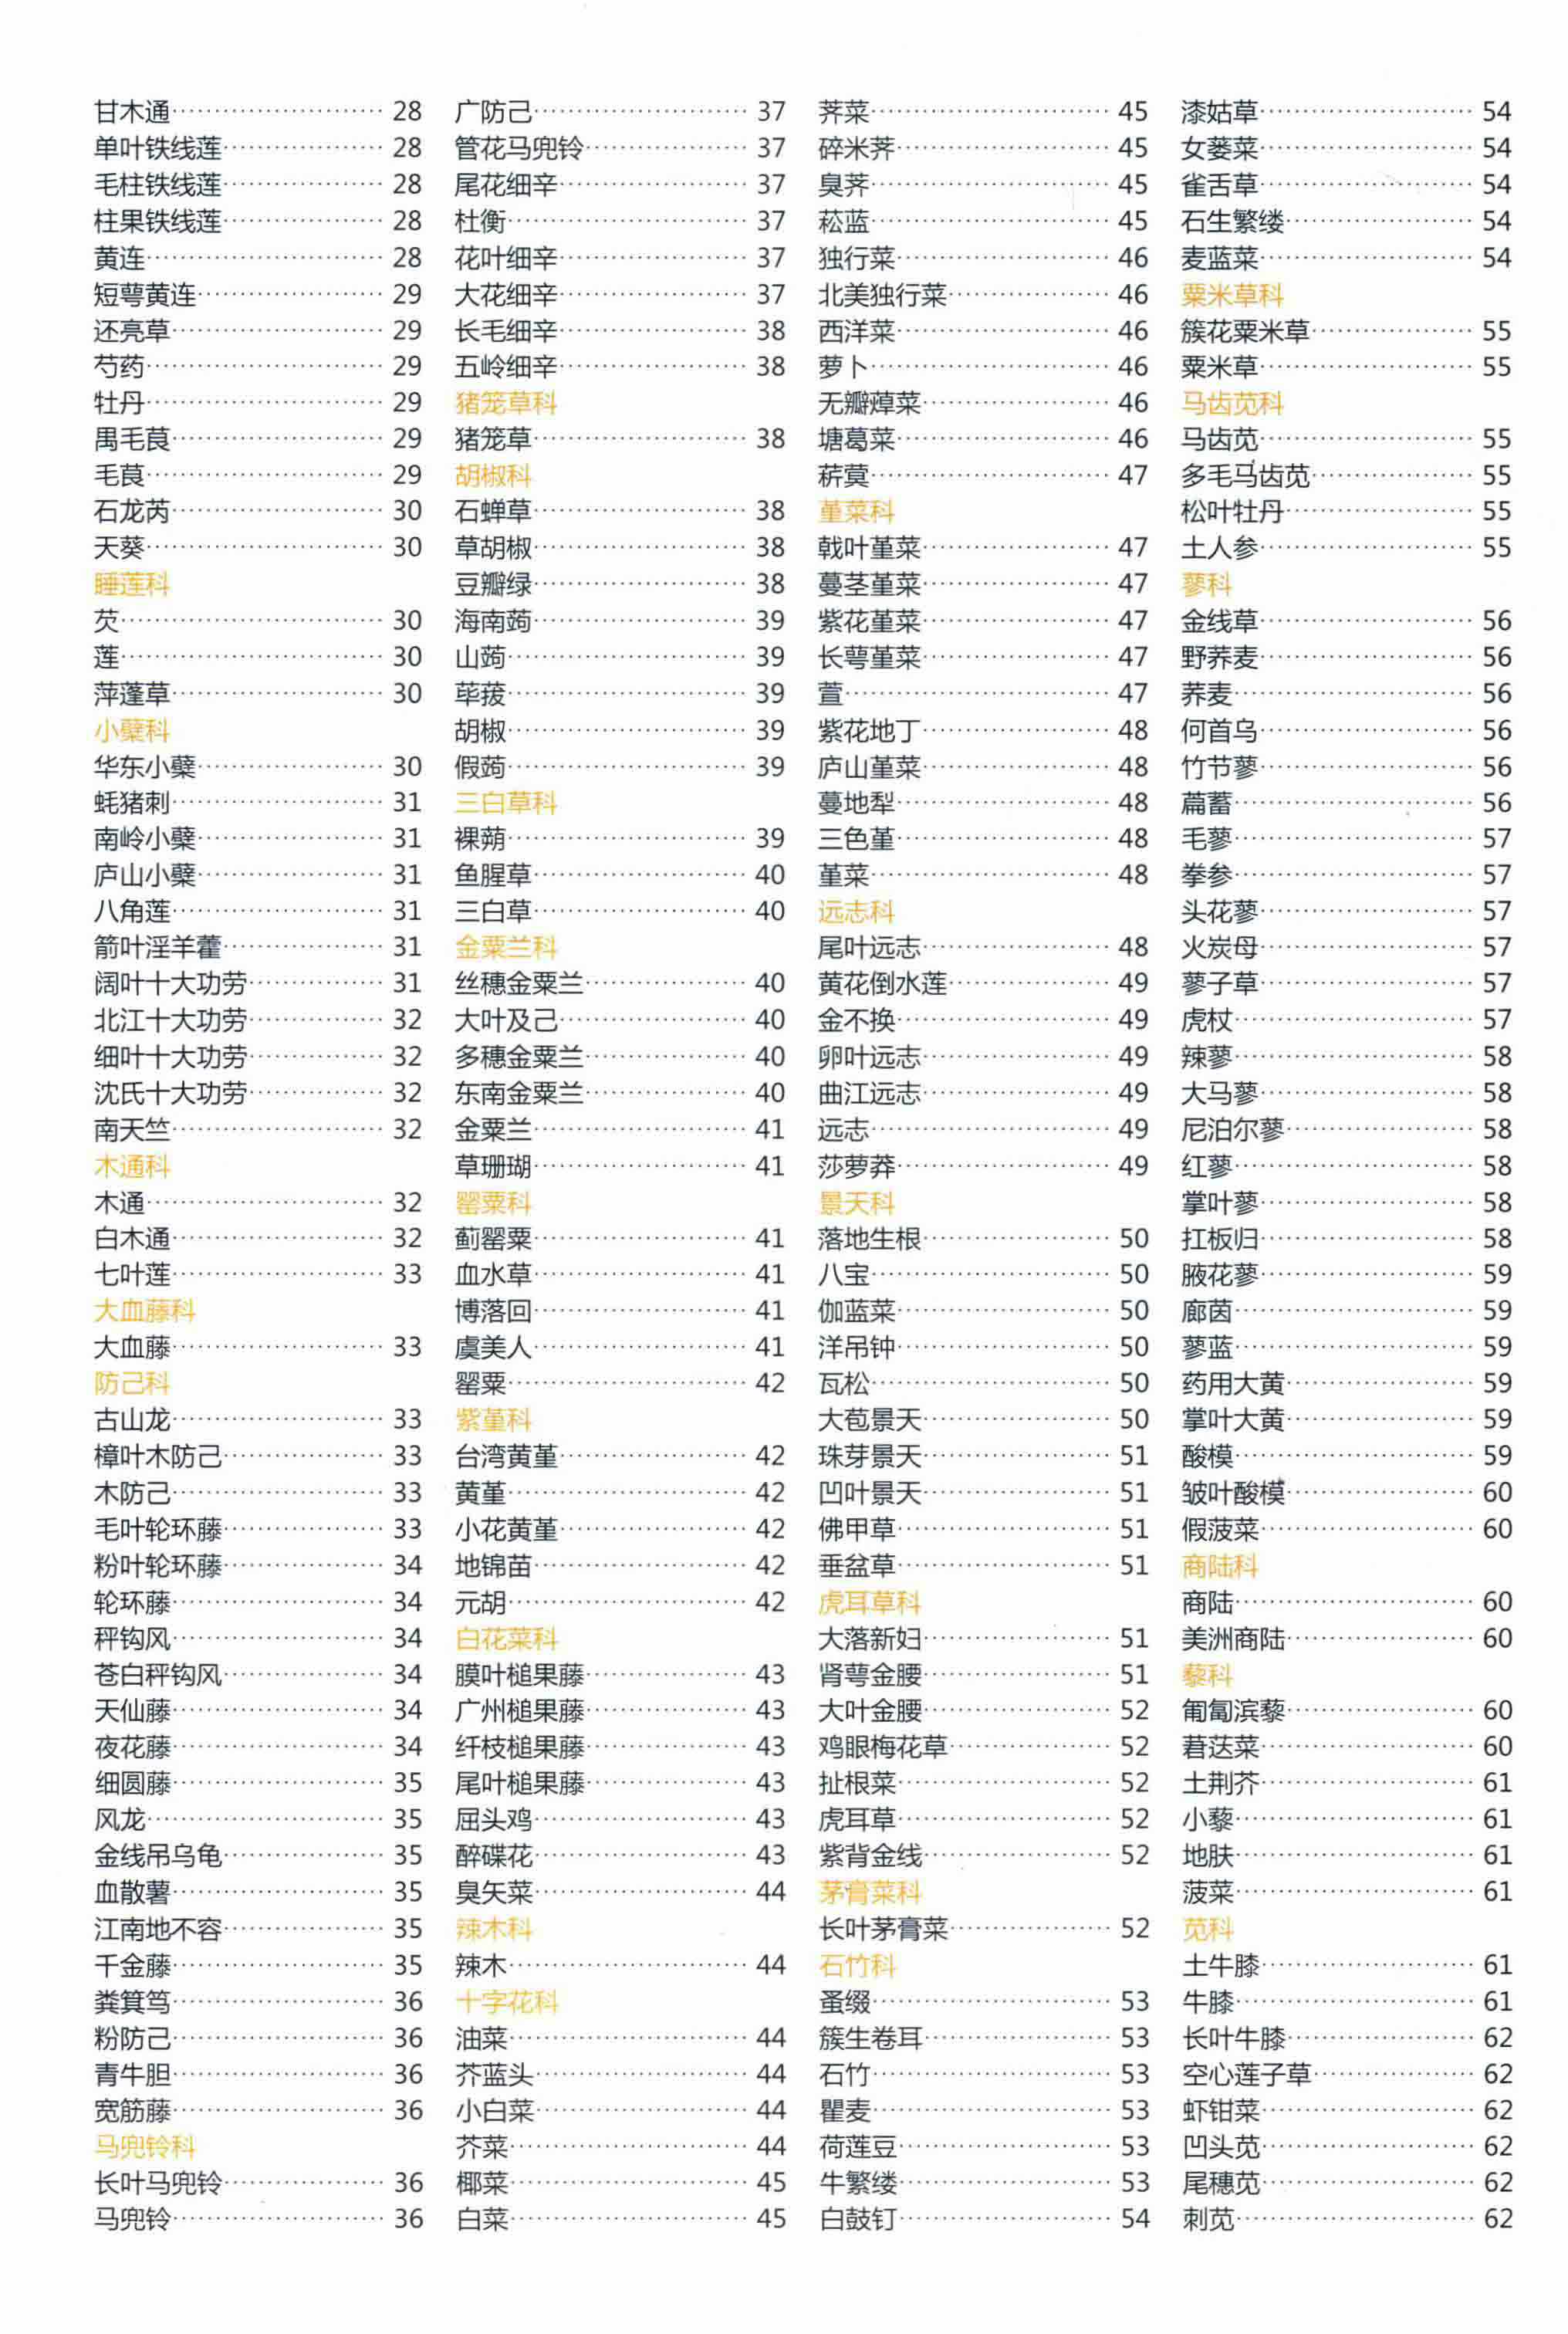 甘木通 28
单叶铁线莲 28
毛柱铁线莲 28
柱果铁线莲 28
黄连 28
短萼黄连 29
还亮草 29
芍药 29
牡丹 29
禺毛茛 29
毛茛 29
石龙芮 30
天葵 30
睡莲科
芡 30
莲 30
萍蓬草 30
小檗科
华东小檗 30
蚝猪刺 31
南岭小檗 31
庐山小檗 31
八角莲 31
箭叶淫羊藿 31
阔叶十大功劳 31
北江十大功劳 32
细叶十大功劳 32
沈氏十大功劳 32
南天竺 32
木通科
木通 32
白木通 32
七叶莲 33
大血藤科
大血藤 33
防己科
古山龙 33
樟叶木防己 33
木防己 33
毛叶轮环藤 33
粉叶轮环藤 34
轮环藤 34
秤钩风 34
苍白秤钩风 34
天仙藤 34
夜花藤 34
细圆藤 35
风龙 35
金线吊乌龟 35
血散薯 35
江南地不容 35
千金藤 35
粪箕笃 36
粉防己 36
青牛胆 36
宽筋藤 36
马兜铃科
长叶马兜铃 36
马兜铃 36
广防己 37
管花马兜铃 37
尾花细辛 37
杜衡 37
花叶细辛 37
大花细辛 37
长毛细辛 38
五岭细辛 38
猪笼草科
猪笼草 38
胡椒科
石蝉草 38
草胡椒 38
豆瓣绿 38
海南蒟 39
山蒟 39
荜菝 39
胡椒 39
假蒟 39
三白草科
裸蒴 39
鱼腥草 40
三白草 40
金粟兰科
丝穗金粟兰 40
大叶及己 40
多穗金粟兰 40
东南金粟兰 40
金粟兰 41
草珊瑚 41
罂粟科
蓟罂粟 41
血水草 41
博落回 41
虞美人 41
罂粟 42
紫堇科
台湾黄堇 42
黄堇 42
小花黄堇 42
地锦苗 42
元胡 42
白花菜科
膜叶槌果藤 43
广州槌果藤 43
纤枝槌果藤 43
尾叶槌果藤 43
屈头鸡 43
醉碟花 43
臭矢菜 44
辣木科
辣木 44
十字花科
油菜 44
芥蓝头 44
小白菜 44
芥菜 44
椰菜 45
白菜 45
荠菜 45
碎米荠 45
臭荠 45
菘蓝 45
独行菜 46
北美独行菜 46
西洋菜 46
萝卜 46
无瓣蔊菜 46
塘葛菜 46
菥蓂 47
堇菜科
戟叶堇菜 47
蔓茎堇菜 47
紫花堇菜 47
长萼堇菜 47
萱 47
紫花地丁 48
庐山堇菜 48
蔓地犁 48
三色堇 48
堇菜 48
远志科
尾叶远志 48
黄花倒水莲 49
金不换 49
卵叶远志 49
曲江远志 49
远志 49
莎萝莽 49
景天科
落地生根 50
八宝 50
伽蓝菜 50
洋吊钟 50
瓦松 50
大苞景天 50
珠芽景天 51
凹叶景天 51
佛甲草 51
垂盆草 51
虎耳草科
大落新妇 51
肾萼金腰 51
大叶金腰 52
鸡眼梅花草 52
扯根菜 52
虎耳草 52
紫背金线 52
茅膏菜科
长叶茅膏菜 52
石竹科
蚤缀 53
簇生卷耳 53
石竹 53
瞿麦 53
荷莲豆 53
牛繁缕 53
白鼓钉 54
漆姑草 54
女蒌菜 54
雀舌草 54
石生繁缕 54
麦蓝菜 54
粟米草科
簇花粟米草 55
粟米草 55
马齿苋科
马齿苋 55
多毛马齿苋 55
松叶牡丹 55
土人参 55
蓼科
金线草 56
野荞麦 56
荞麦 56
何首乌 56
竹节蓼 56
萹蓄 56
毛蓼 57
拳参 57
头花蓼 57
火炭母 57
蓼子草 57
虎杖 57
辣蓼 58
大马蓼 58
尼泊尔蓼 58
红蓼 58
掌叶蓼 58
扛板归 58
腋花蓼 59
廊茵 59
蓼蓝 59
药用大黄 59
掌叶大黄 59
酸模 59
皱叶酸模 60
假菠菜 60
商陆科
商陆 60
美洲商陆 60
藜科
匍匐滨藜 60
莙荙菜 60
土荆芥 61
小藜 61
地肤 61
菠菜 61
苋科
土牛膝 61
牛膝 61
长叶牛膝 62
空心莲子草 62
虾钳菜 62
凹头苋 62
尾穗苋 62
刺苋 62